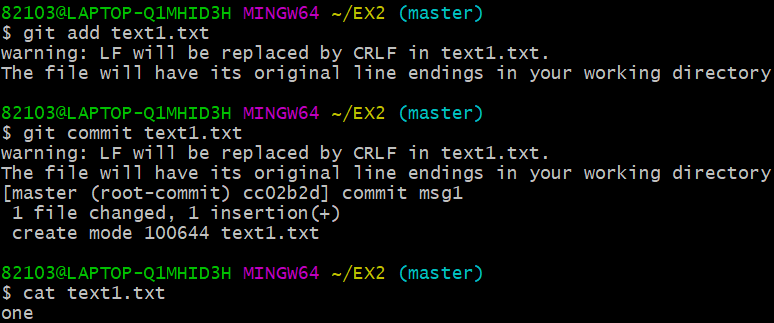 82103@LAPTOP-Q1MHID3H MINGW64 ~/EX2 (master)
$ git add text1.txt
warning: LF will be replaced by CRLF in text1.txt.
The file will have its original line endings in your working directory
82103@LAPTOP-Q1MHID3H MINGW64 ~/EX2 (master)
$ git commit text1.txt
warning: LF will be replaced by CRLF in text1.txt.
The file will have its original line endings in your working directory
[master (root-commit) cc02b2d] commit msg1
 1 file changed, 1 insertion(+)
 create mode 100644 text1.txt
82103@LAPTOP-Q1MHID3H MINGW64 ~/EX2 (master)
$ cat text1.txt
one